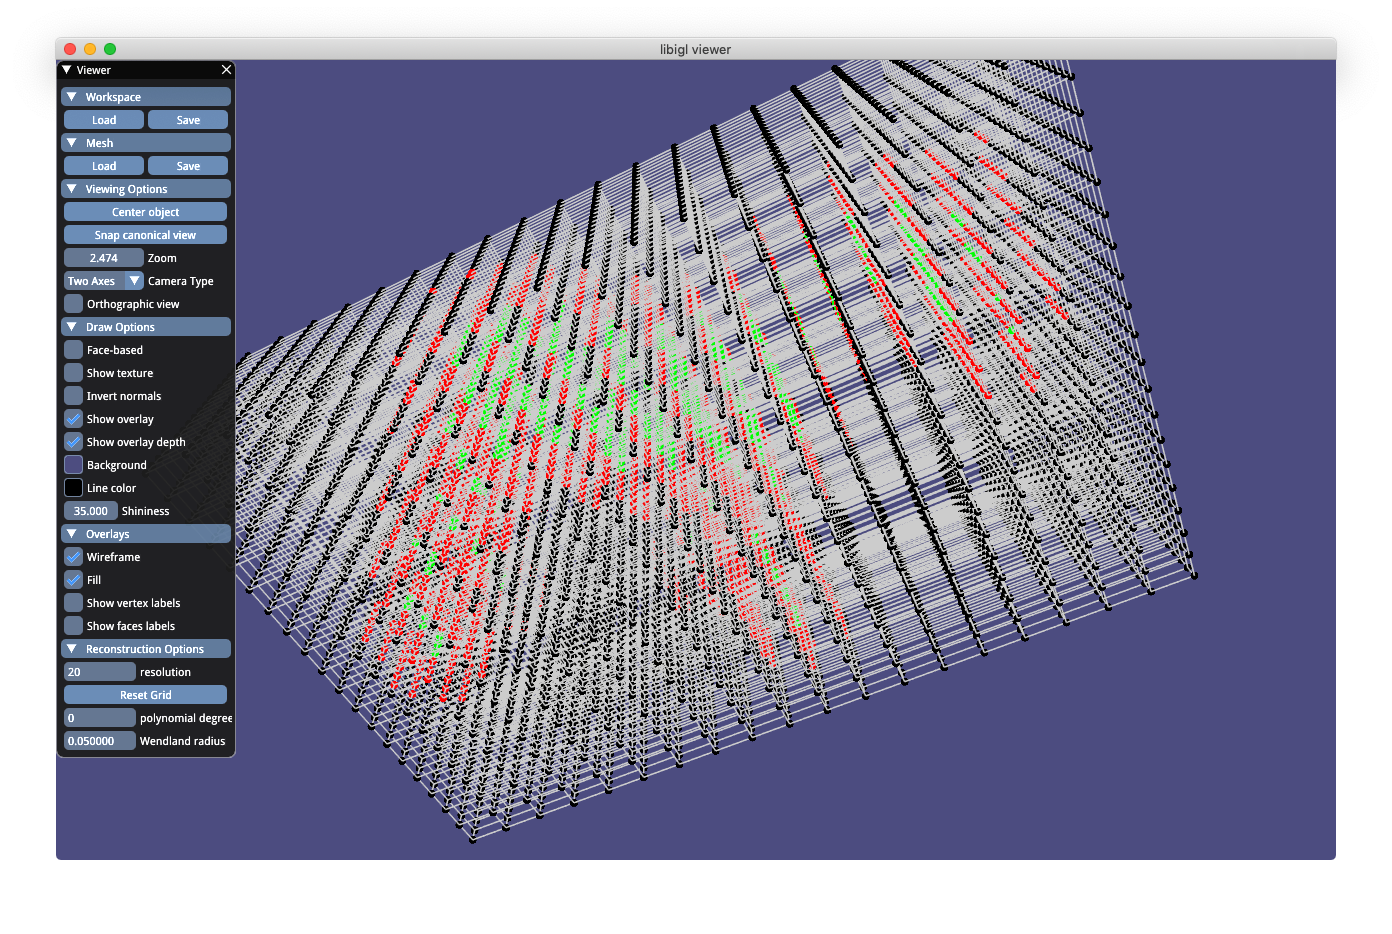 libigl viewer
Viewer
Workspace
Load Save
Mesh
Load Save
Viewing Options
Center object
Snap canonical view
2.474 Zoom
Two Axes Camera Type
Orthographic view
Draw Options
Face-based
Show texture
Invert normals
Show overlay
Show overlay depth
Background
Line color
35.000 Shininess
Overlays
Wireframe
Fill
Show vertex labels
Show faces labels
Reconstruction Options
20 resolution
Reset Grid
0 polynomial degree
0.050000 Wendland radius